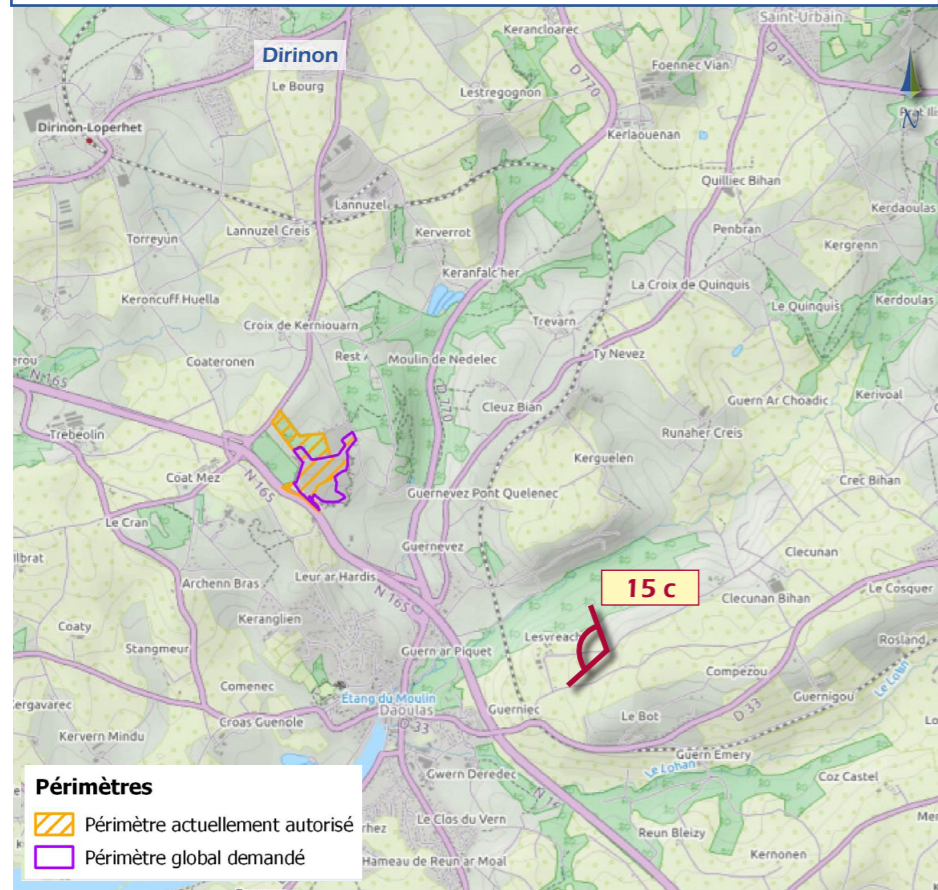 Saint-Urbain
Kerancloarec
Dirinon
D 770
Foennec Vian
D 47
Le Bourg
Lestregognon
N
Dirinon-Loperhet
Kerlaouenan
Quilliec Bihan
Lannuzel
Kerdaoulas
Lannuzel Creis
Kerverrot
Penbran
Torreyun
Kergrenn
Keranfalc'her
La Croix de Quinquis
Keroncuff Huella
Le Quinquis
Kerdoulas
Croix de Kerniouarn
Trevarn
Rest
Moulin de Nedelec
Ty Nevez
Coateronen
N 165
D 770
Kerivoal
Guern Ar Choadic
Cleuz Bian
Trebeolin
Runaher Creis
Kerguelen
Coat Mez
N 165
Crec Bihan
Guernevez Pont Quelenec
Le Cran
Guernevez
Clecunan
Archenn Bras
Leur ar Hardis
15 c
Le Cosquer
N 165
Clecunan Bihan
Keranglien
Coaty
Lesvreach
Rosland
Stangmeur
Guern ar Piquet
Compezou
Comenec
Étang du Moulin
Guernigou
Le Lohan
Daoulas
Guerniec
Le Bot
D 33
Croas Guenole
D 33
Kervern Mindu
Guern Emery
Le Lohan
Gwern Deredec
Coz Castel
Périmètres
Périmètre actuellement autorisé
Le Clos du Vern
Reun Bleizy
Périmètre global demandé
Hameau de Reun ar Moal
Kernonen